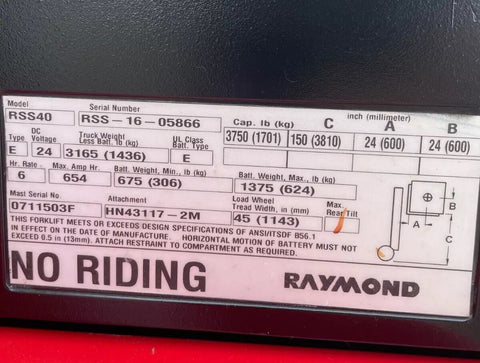 Model Serial Number Cap. lb (kg) inch (millimeter)
C A B
RSS40 RSS - 16 - 05866
3750 (1701) 150 (3810) 24 (600) 24 (600)
Type DC Voltage Truck Weight Less Batt. lb (kg) UL Class
E 24 3165 (1436) Batt. Type E
Hr. Rate Max. Amp Hr. Batt. Weight, Min., lb (kg) Batt. Weight, Max., lb (kg)
6 654 675 (306) 1375 (624)
Mast Serial No. Attachment Load Wheel Tread Width, in (mm) Max. Rear Tilt
0711503F HN43117-2M 45 (1143)
B
A
C
THIS FORKLIFT MEETS OR EXCEEDS DESIGN SPECIFICATIONS OF ANSI/ITSDF B56.1
IN EFFECT ON THE DATE OF MANUFACTURE. HORIZONTAL MOTION OF BATTERY MUST NOT
EXCEED 0.5 in (13mm). ATTACH RESTRAINT TO COMPARTMENT AS REQUIRED.
NO RIDING RAYMOND